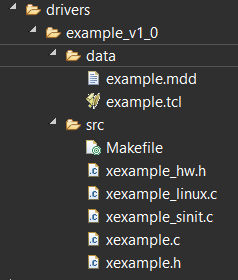 drivers
example_v1_0
data
example.mdd
example.tcl
src
Makefile
xexample_hw.h
xexample_linux.c
xexample_sinit.c
xexample.c
xexample.h